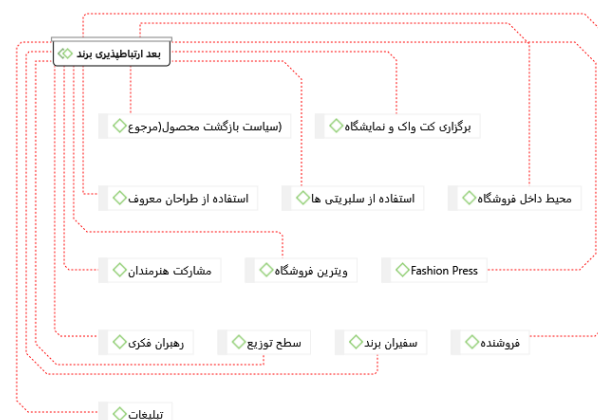 بعد ارتباطپذیری برند
سیاست بازگشت محصول(مرجوع)
برگزاری کت واک و نمایشگاه
استفاده از طراحان معروف
استفاده از سلبریتی ها
محیط داخل فروشگاه
مشارکت هنرمندان
ویترین فروشگاه
Fashion Press
رهبران فکری
سطح توزیع
سفیران برند
فروشنده
تبلیغات